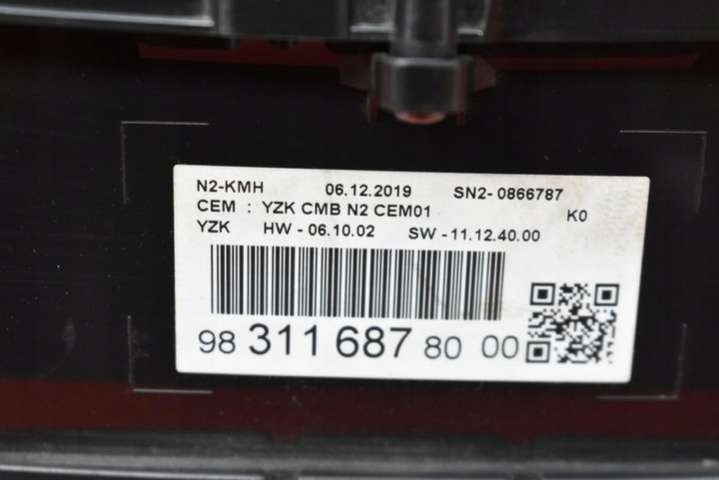 N2-KMH 06.12.2019 SN2- 0866787
CEM : YZK CMB N2 CEM01 K0
YZK HW - 06.10.02 SW - 11.12.40.00
98 311 687 80 00